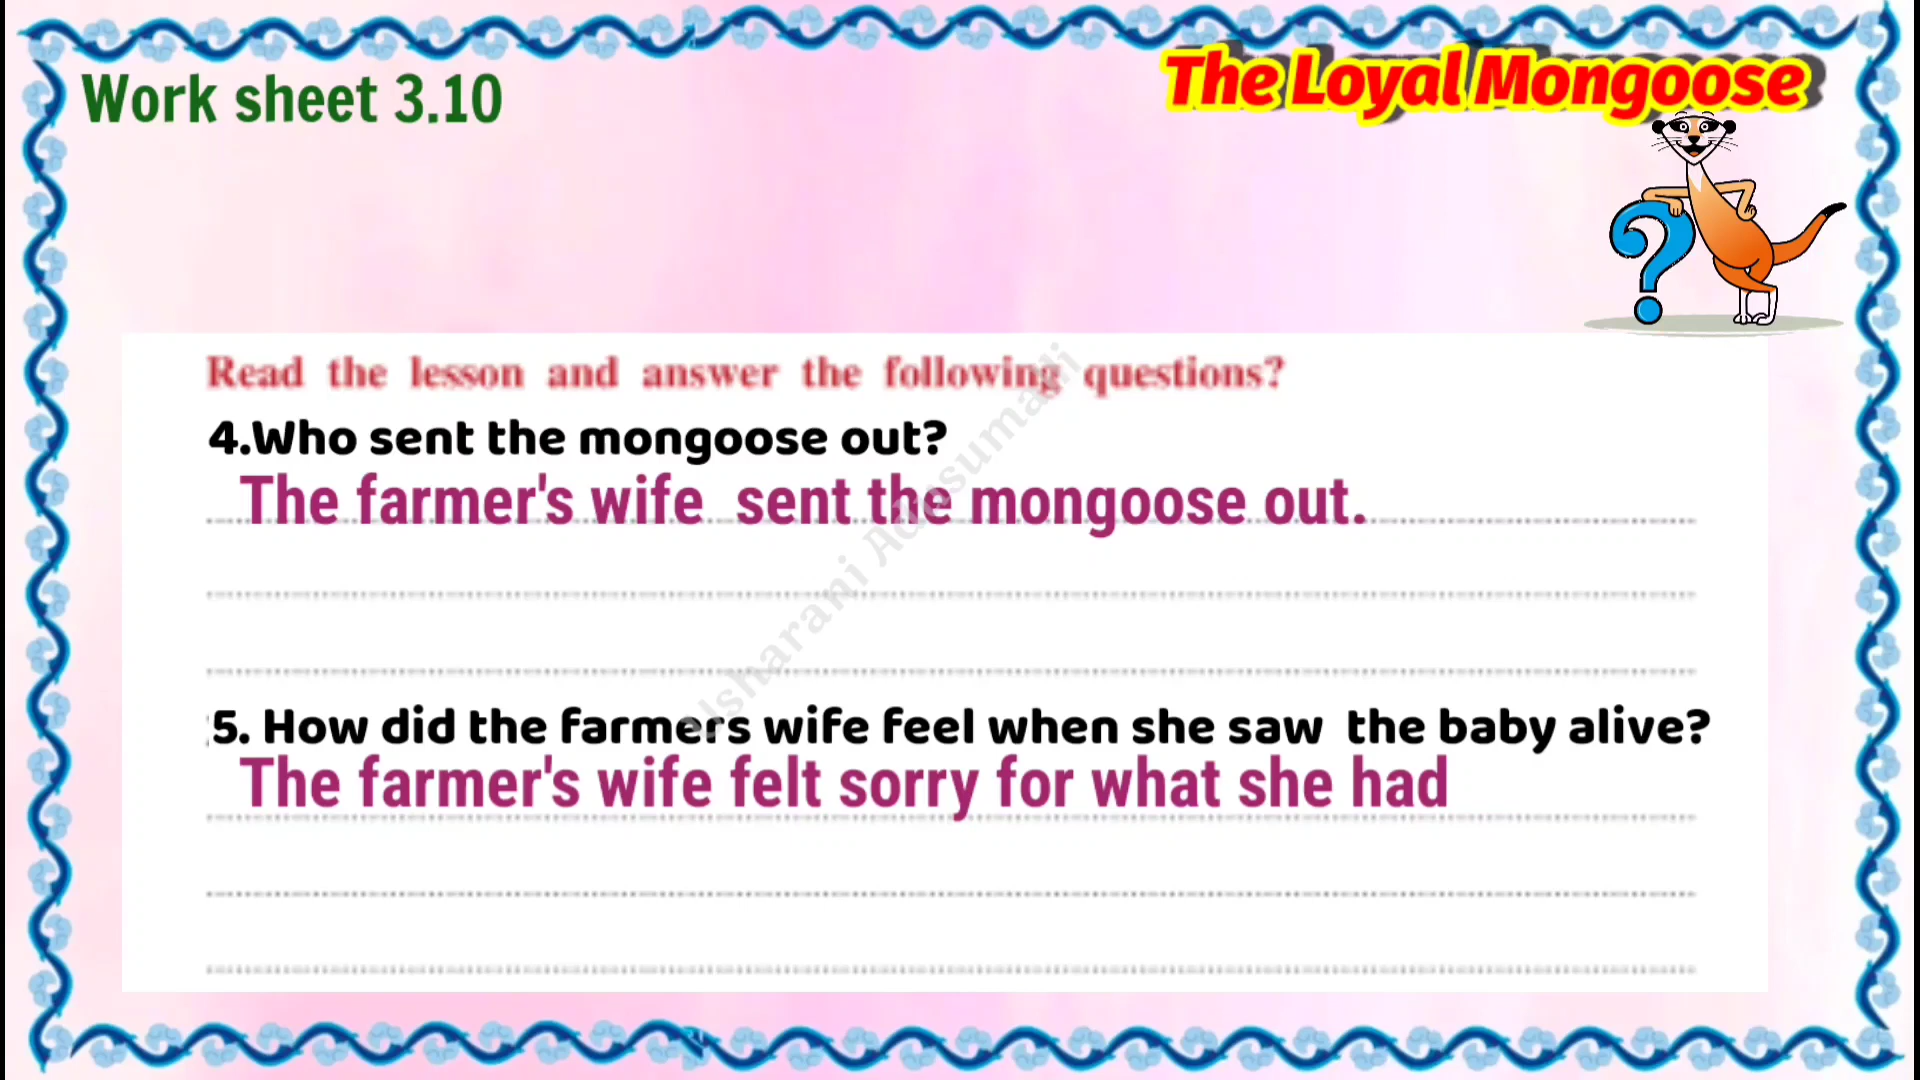 Work sheet 3.10
The Loyal Mongoose
Read the lesson and answer the following questions?
4.Who sent the mongoose out?
The farmer's wife sent the mongoose out.
5. How did the farmers wife feel when she saw the baby alive?
The farmer's wife felt sorry for what she had
Usharani Adusumalli